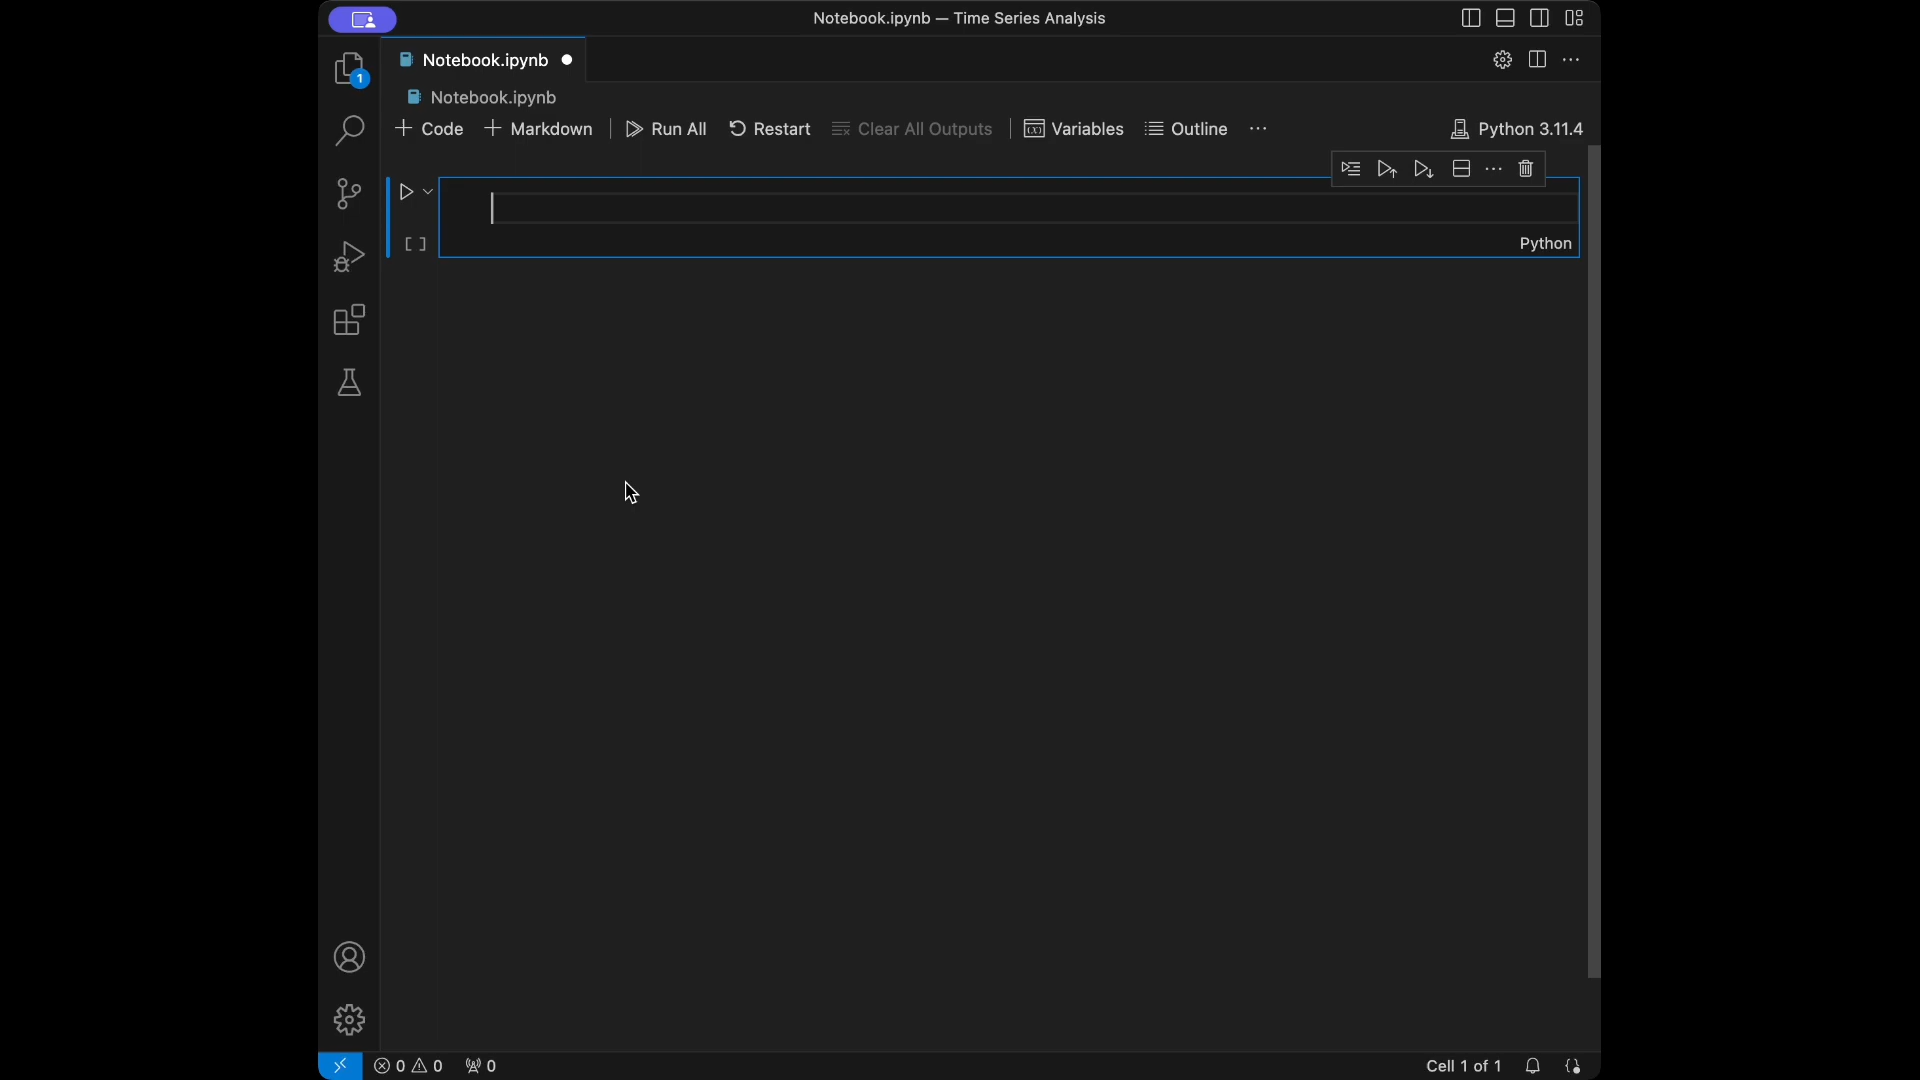 Notebook.ipynb — Time Series Analysis
1
Notebook.ipynb
Notebook.ipynb
Code Markdown Run All Restart Clear All Outputs Variables Outline ··· Python 3.11.4
[ ]
Python
0 0 0 Cell 1 of 1